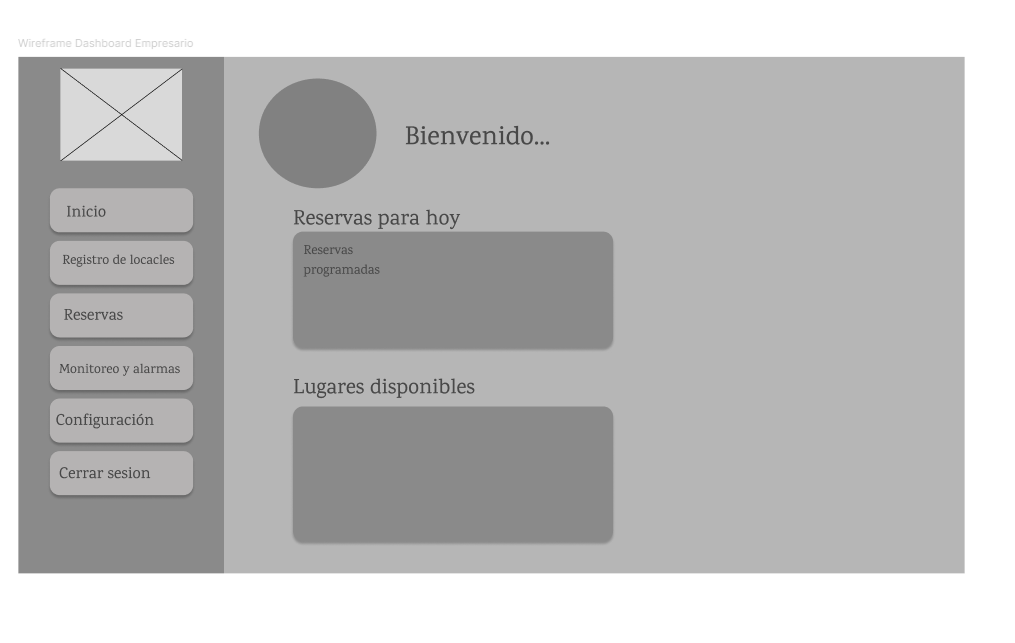 Wireframe Dashboard Empresario
Bienvenido...
Inicio
Registro de locacles
Reservas
Monitoreo y alarmas
Configuración
Cerrar sesion
Reservas para hoy
Reservas
programadas
Lugares disponibles